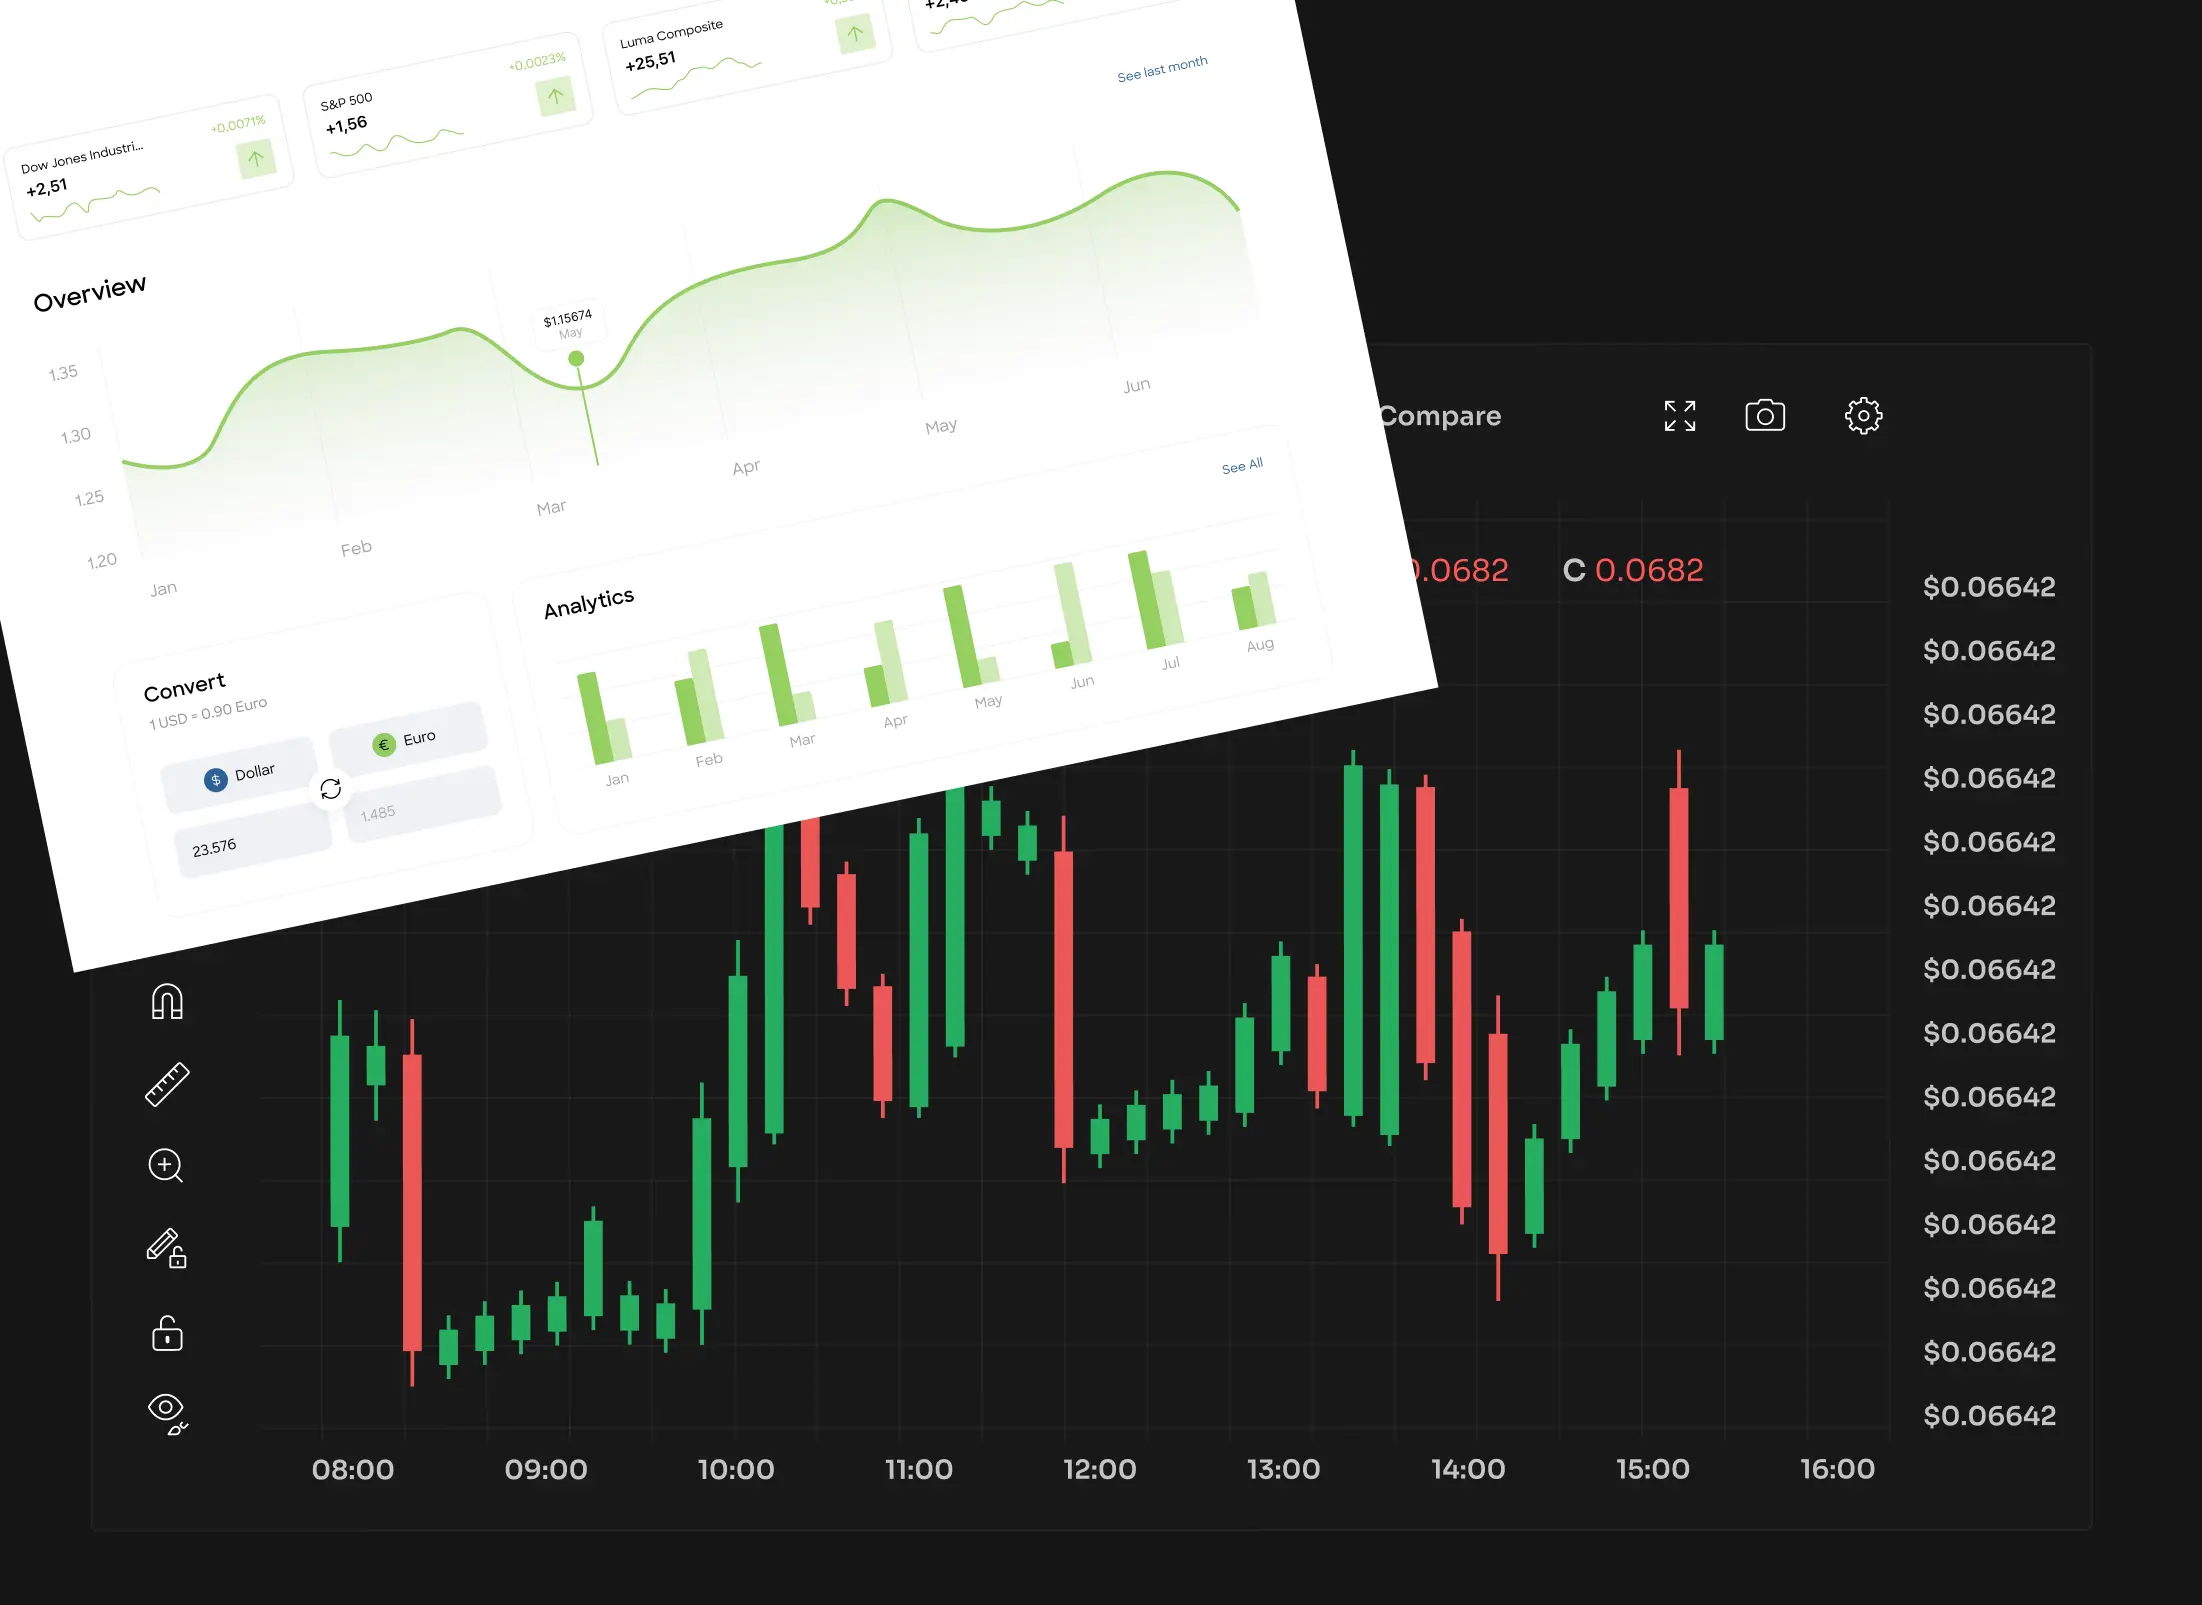 Dow Jones Industri...
+2,51
+0.0071%
S&P 500
+1,56
+0.0023%
Luma Composite
+25,51
See last month
Overview
$1.15674
May
1.35
1.30
1.25
1.20
Jan
Feb
Mar
Apr
May
Jun
Convert
1 USD = 0.90 Euro
$ Dollar
€ Euro
23.576
1.485
Analytics
See All
Jan
Feb
Mar
Apr
May
Jun
Jul
Aug
Compare
0.0682
C 0.0682
$0.06642
$0.06642
$0.06642
$0.06642
$0.06642
$0.06642
$0.06642
$0.06642
$0.06642
$0.06642
$0.06642
$0.06642
$0.06642
$0.06642
08:00
09:00
10:00
11:00
12:00
13:00
14:00
15:00
16:00